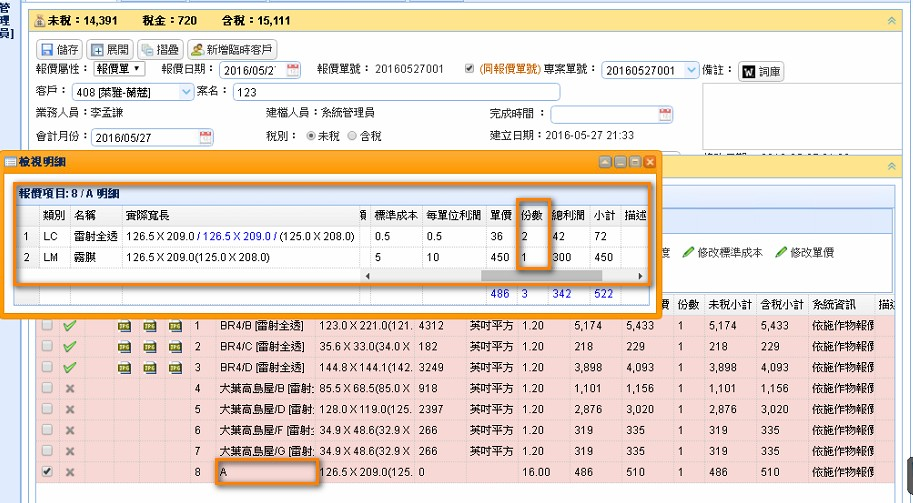 管
理
員]
未稅：14,391 稅金：720 含稅：15,111
儲存 展開 摺疊 新增臨時客戶
報價屬性： 報價單 報價日期： 2016/05/2 報價單號： 20160527001 (同報價單號) 專案單號： 20160527001 備註： W 詞庫
客戶： 408 [萊雅-蘭蔻] 案名： 123
業務人員：李孟謙 建檔人員：系統管理員 完成時間：
會計月份： 2016/05/27 稅別： 未稅 含稅 建立日期：2016-05-27 21:33
檢視明細
報價項目: 8 / A 明細
類別 名稱 實際寬長 標準成本 每單位利潤 單價 份數 總利潤 小計 描述
1 LC 雷射全透 126.5 X 209.0 / 126.5 X 209.0 / (125.0 X 208.0) 0.5 0.5 36 2 42 72
2 LM 霧膜 126.5 X 209.0(125.0 X 208.0) 5 10 450 1 300 450
486 3 342 522
度 修改標準成本 修改單價
份數 未稅小計 含稅小計 系統資訊 描述
1 BR4/B [雷射全透] 123.0 X 221.0(121. 4312 英吋平方 1.20 5,174 5,433 1 5,174 5,433 依施作物報價
2 BR4/C [雷射全透] 35.6 X 33.0(34.0 X 182 英吋平方 1.20 218 229 1 218 229 依施作物報價
3 BR4/D [雷射全透] 144.8 X 144.1(142. 3249 英吋平方 1.20 3,898 4,093 1 3,898 4,093 依施作物報價
4 大葉高島屋/B [雷射: 85.5 X 68.5(85.0 X 918 英吋平方 1.20 1,101 1,156 1 1,101 1,156 依施作物報價
5 大葉高島屋/D [雷射: 128.0 X 119.0(125. 2397 英吋平方 1.20 2,876 3,020 1 2,876 3,020 依施作物報價
6 大葉高島屋/F [雷射: 34.9 X 48.6(32.9 X 266 英吋平方 1.20 319 335 1 319 335 依施作物報價
7 大葉高島屋/G [雷射: 34.9 X 48.6(32.9 X 266 英吋平方 1.20 319 335 1 319 335 依施作物報價
8 A 126.5 X 209.0(125. 0 16.00 486 510 1 486 510 依施作物報價